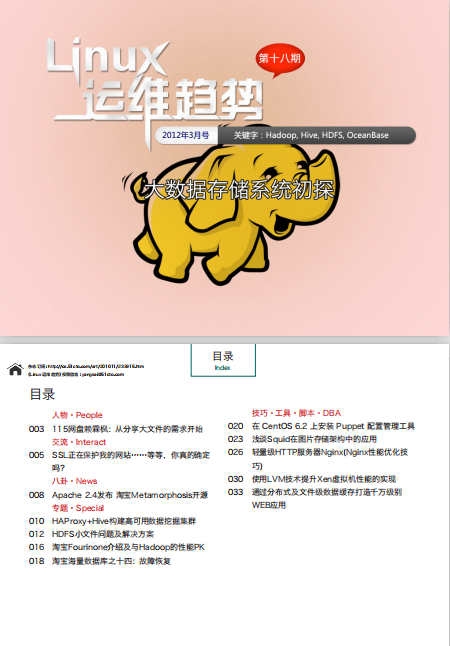 Linux
运维趋势
第十八期
2012年3月号
关键字：Hadoop, Hive, HDFS, OceanBase
大数据存储系统初探
目录
Index
目录
人物·People
003 115网盘赖霖枫：从分享大文件的需求开始
交流·Interact
005 SSL正在保护我的网站……等等，你真的确定
吗？
八卦·News
008 Apache 2.4发布 淘宝Metamorphosis开源
专题·Special
010 HAProxy+Hive构建高可用数据挖掘集群
012 HDFS小文件问题及解决方案
016 淘宝Fourinone介绍及与Hadoop的性能PK
018 淘宝海量数据库之十四：故障恢复
技巧·工具·脚本·DBA
020 在 CentOS 6.2 上安装 Puppet 配置管理工具
023 浅谈Squid在图片存储架构中的应用
026 轻量级HTTP服务器Nginx(Nginx性能优化技
巧)
030 使用LVM技术提升Xen虚拟机性能的实现
033 通过分布式及文件级数据缓存打造千万级别
WEB应用